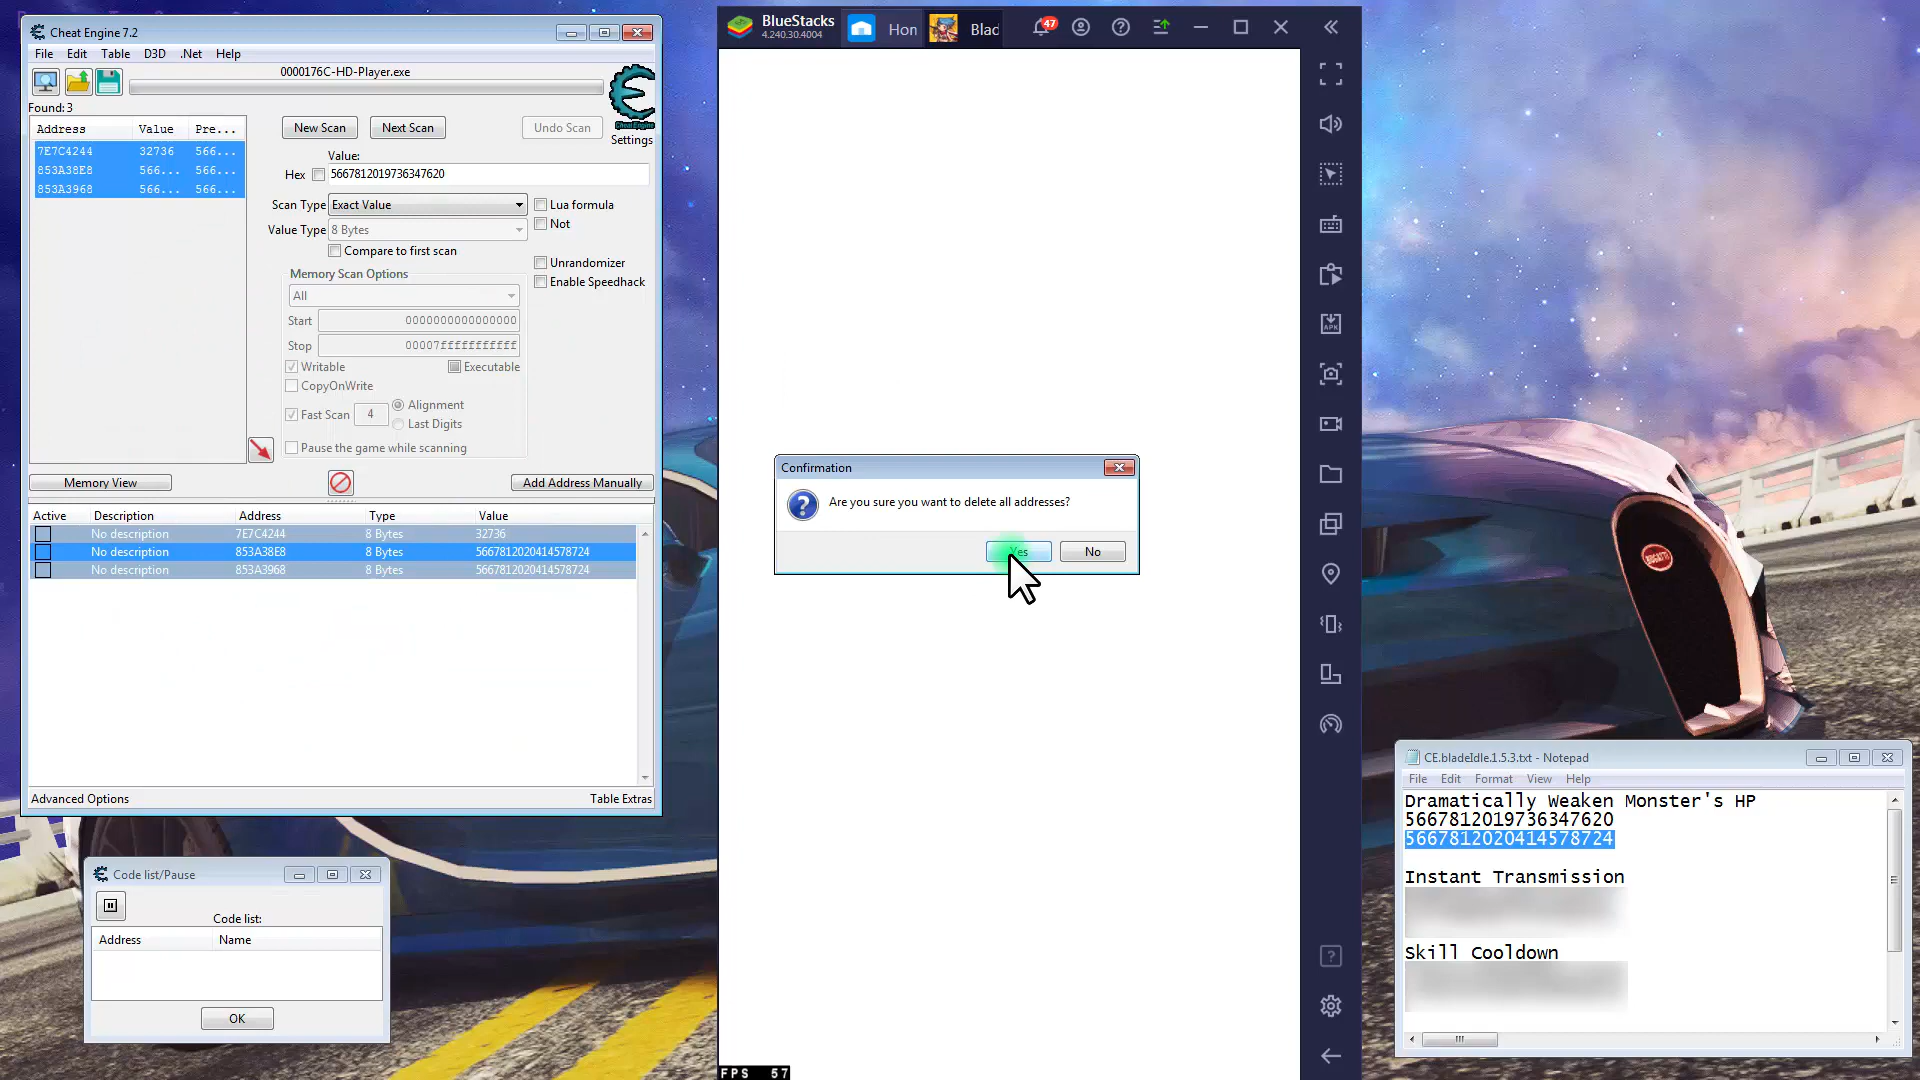 Cheat Engine 7.2
File Edit Table D3D .Net Help
0000176C-HD-Player.exe
Found: 3
Address Value Pre...
7E7C4244 32736 566...
853A38E8 566... 566...
853A3968 566... 566...
New Scan Next Scan Undo Scan
Cheat Engine
Settings
Value:
Hex 5667812019736347620
Scan Type Exact Value
Lua formula
Not
Value Type 8 Bytes
Compare to first scan
Memory Scan Options
All
Unrandomizer
Enable Speedhack
Start 0000000000000000
Stop 00007fffffffffff
Writable Executable
CopyOnWrite
Fast Scan 4 Alignment
Last Digits
Pause the game while scanning
Memory View Add Address Manually
Active Description Address Type Value
No description 7E7C4244 8 Bytes 32736
No description 853A38E8 8 Bytes 5667812020414578724
No description 853A3968 8 Bytes 5667812020414578724
Advanced Options Table Extras
Code list/Pause
Code list:
Address Name
OK
BlueStacks
4.240.30.4004
Hon
Blad
47
Confirmation
Are you sure you want to delete all addresses?
Yes No
FPS 57
APK
BUGATTI
CE.bladeIdle.1.5.3.txt - Notepad
File Edit Format View Help
Dramatically Weaken Monster's HP
5667812019736347620
5667812020414578724
Instant Transmission
Skill Cooldown